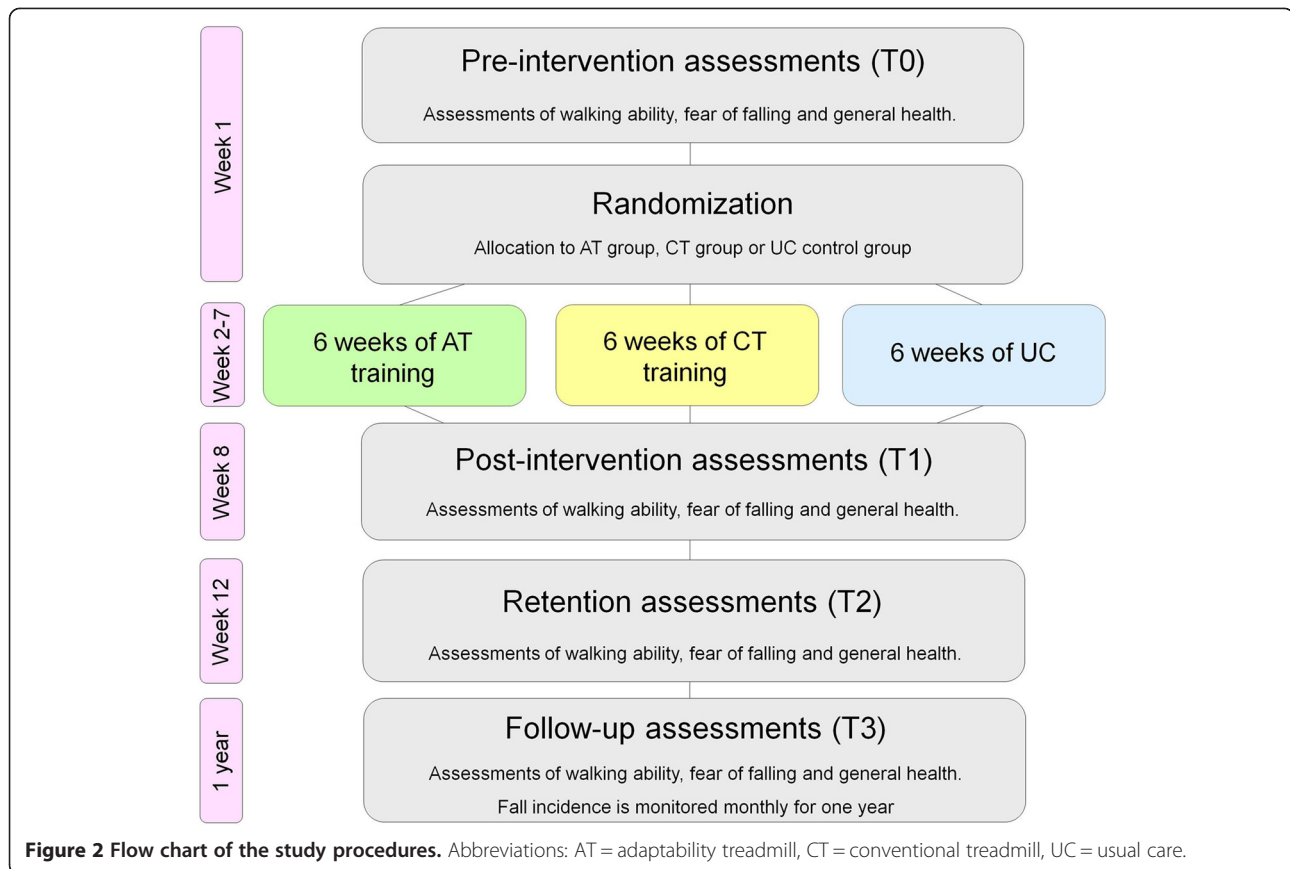 Week 1
Pre-intervention assessments (T0)
Assessments of walking ability, fear of falling and general health.
Randomization
Allocation to AT group, CT group or UC control group
Week 2-7
6 weeks of AT
training
6 weeks of CT
training
6 weeks of UC
Week 8
Post-intervention assessments (T1)
Assessments of walking ability, fear of falling and general health.
Week 12
Retention assessments (T2)
Assessments of walking ability, fear of falling and general health.
1 year
Follow-up assessments (T3)
Assessments of walking ability, fear of falling and general health.
Fall incidence is monitored monthly for one year
Figure 2 Flow chart of the study procedures. Abbreviations: AT = adaptability treadmill, CT = conventional treadmill, UC = usual care.